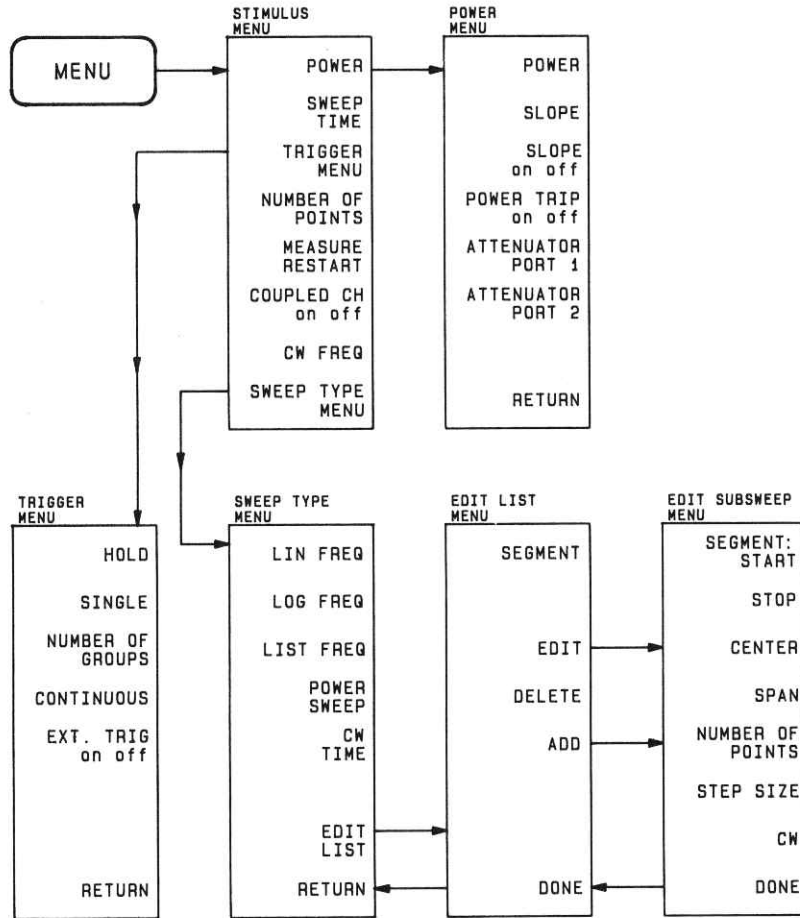 MENU
STIMULUS
MENU
POWER
SWEEP
TIME
TRIGGER
MENU
NUMBER OF
POINTS
MEASURE
RESTART
COUPLED CH
on off
CW FREQ
SWEEP TYPE
MENU
POWER
MENU
POWER
SLOPE
SLOPE
on off
POWER TRIP
on off
ATTENUATOR
PORT 1
ATTENUATOR
PORT 2
RETURN
TRIGGER
MENU
HOLD
SINGLE
NUMBER OF
GROUPS
CONTINUOUS
EXT. TRIG
on off
RETURN
SWEEP TYPE
MENU
LIN FREQ
LOG FREQ
LIST FREQ
POWER
SWEEP
CW
TIME
EDIT
LIST
RETURN
EDIT LIST
MENU
SEGMENT
EDIT
DELETE
ADD
DONE
EDIT SUBSWEEP
MENU
SEGMENT:
START
STOP
CENTER
SPAN
NUMBER OF
POINTS
STEP SIZE
CW
DONE